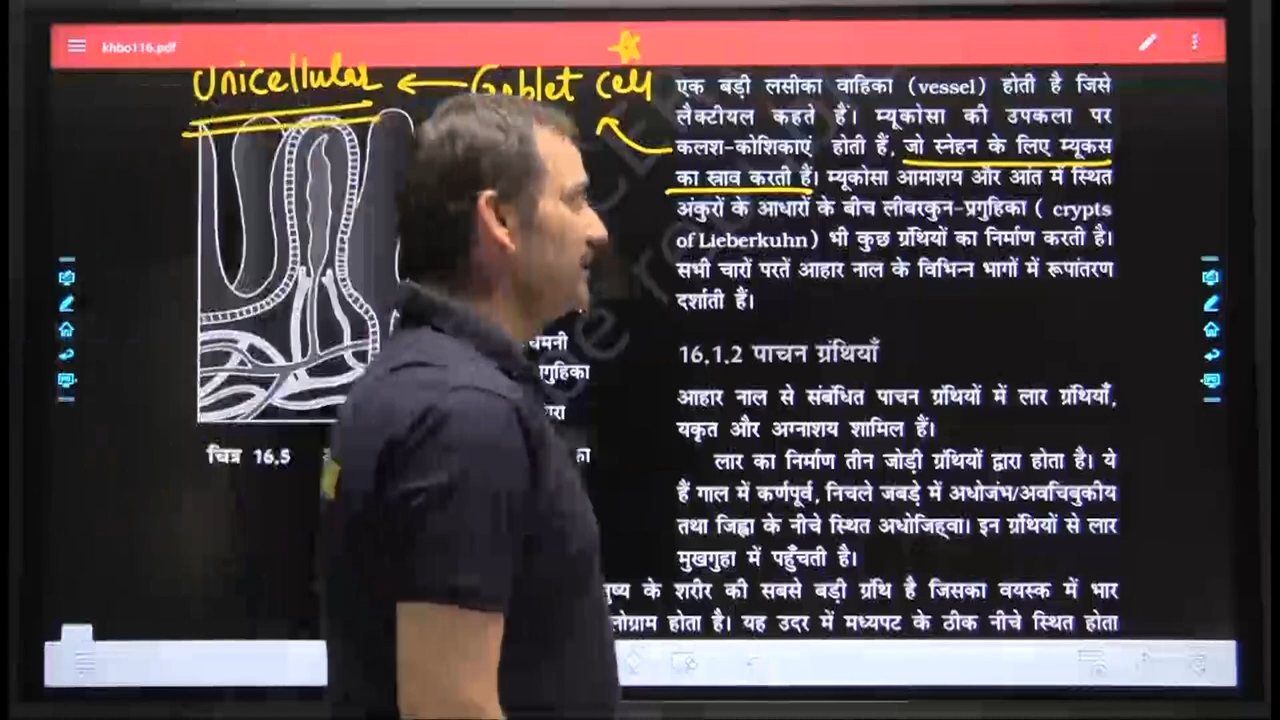 khbo116.pdf
Unicellular ← Goblet cell
एक बड़ी लसीका वाहिका (vessel) होती है जिसे
लैक्टीयल कहते हैं। म्यूकोसा की उपकला पर
कलश-कोशिकाएं होती हैं, जो स्नेहन के लिए म्यूकस
का स्राव करती हैं। म्यूकोसा आमाशय और आंत में स्थित
अंकुरों के आधारों के बीच लीबरकुन-प्रगुहिका ( crypts
of Lieberkuhn) भी कुछ ग्रंथियों का निर्माण करती है।
सभी चारों परतें आहार नाल के विभिन्न भागों में रूपांतरण
दर्शाती हैं।
धमनी
चित्र 16.5
16.1.2 पाचन ग्रंथियाँ
आहार नाल से संबंधित पाचन ग्रंथियों में लार ग्रंथियाँ,
यकृत और अग्नाशय शामिल हैं।
लार का निर्माण तीन जोड़ी ग्रंथियों द्वारा होता है। ये
हैं गाल में कर्णपूर्व, निचले जबड़े में अधोजंभ/अवचिबुकीय
तथा जिह्वा के नीचे स्थित अधोजिह्वा। इन ग्रंथियों से लार
मुखगुहा में पहुँचती है।
के शरीर की सबसे बड़ी ग्रंथि है जिसका वयस्क में भार
होता है। यह उदर में मध्यपट के ठीक नीचे स्थित होता